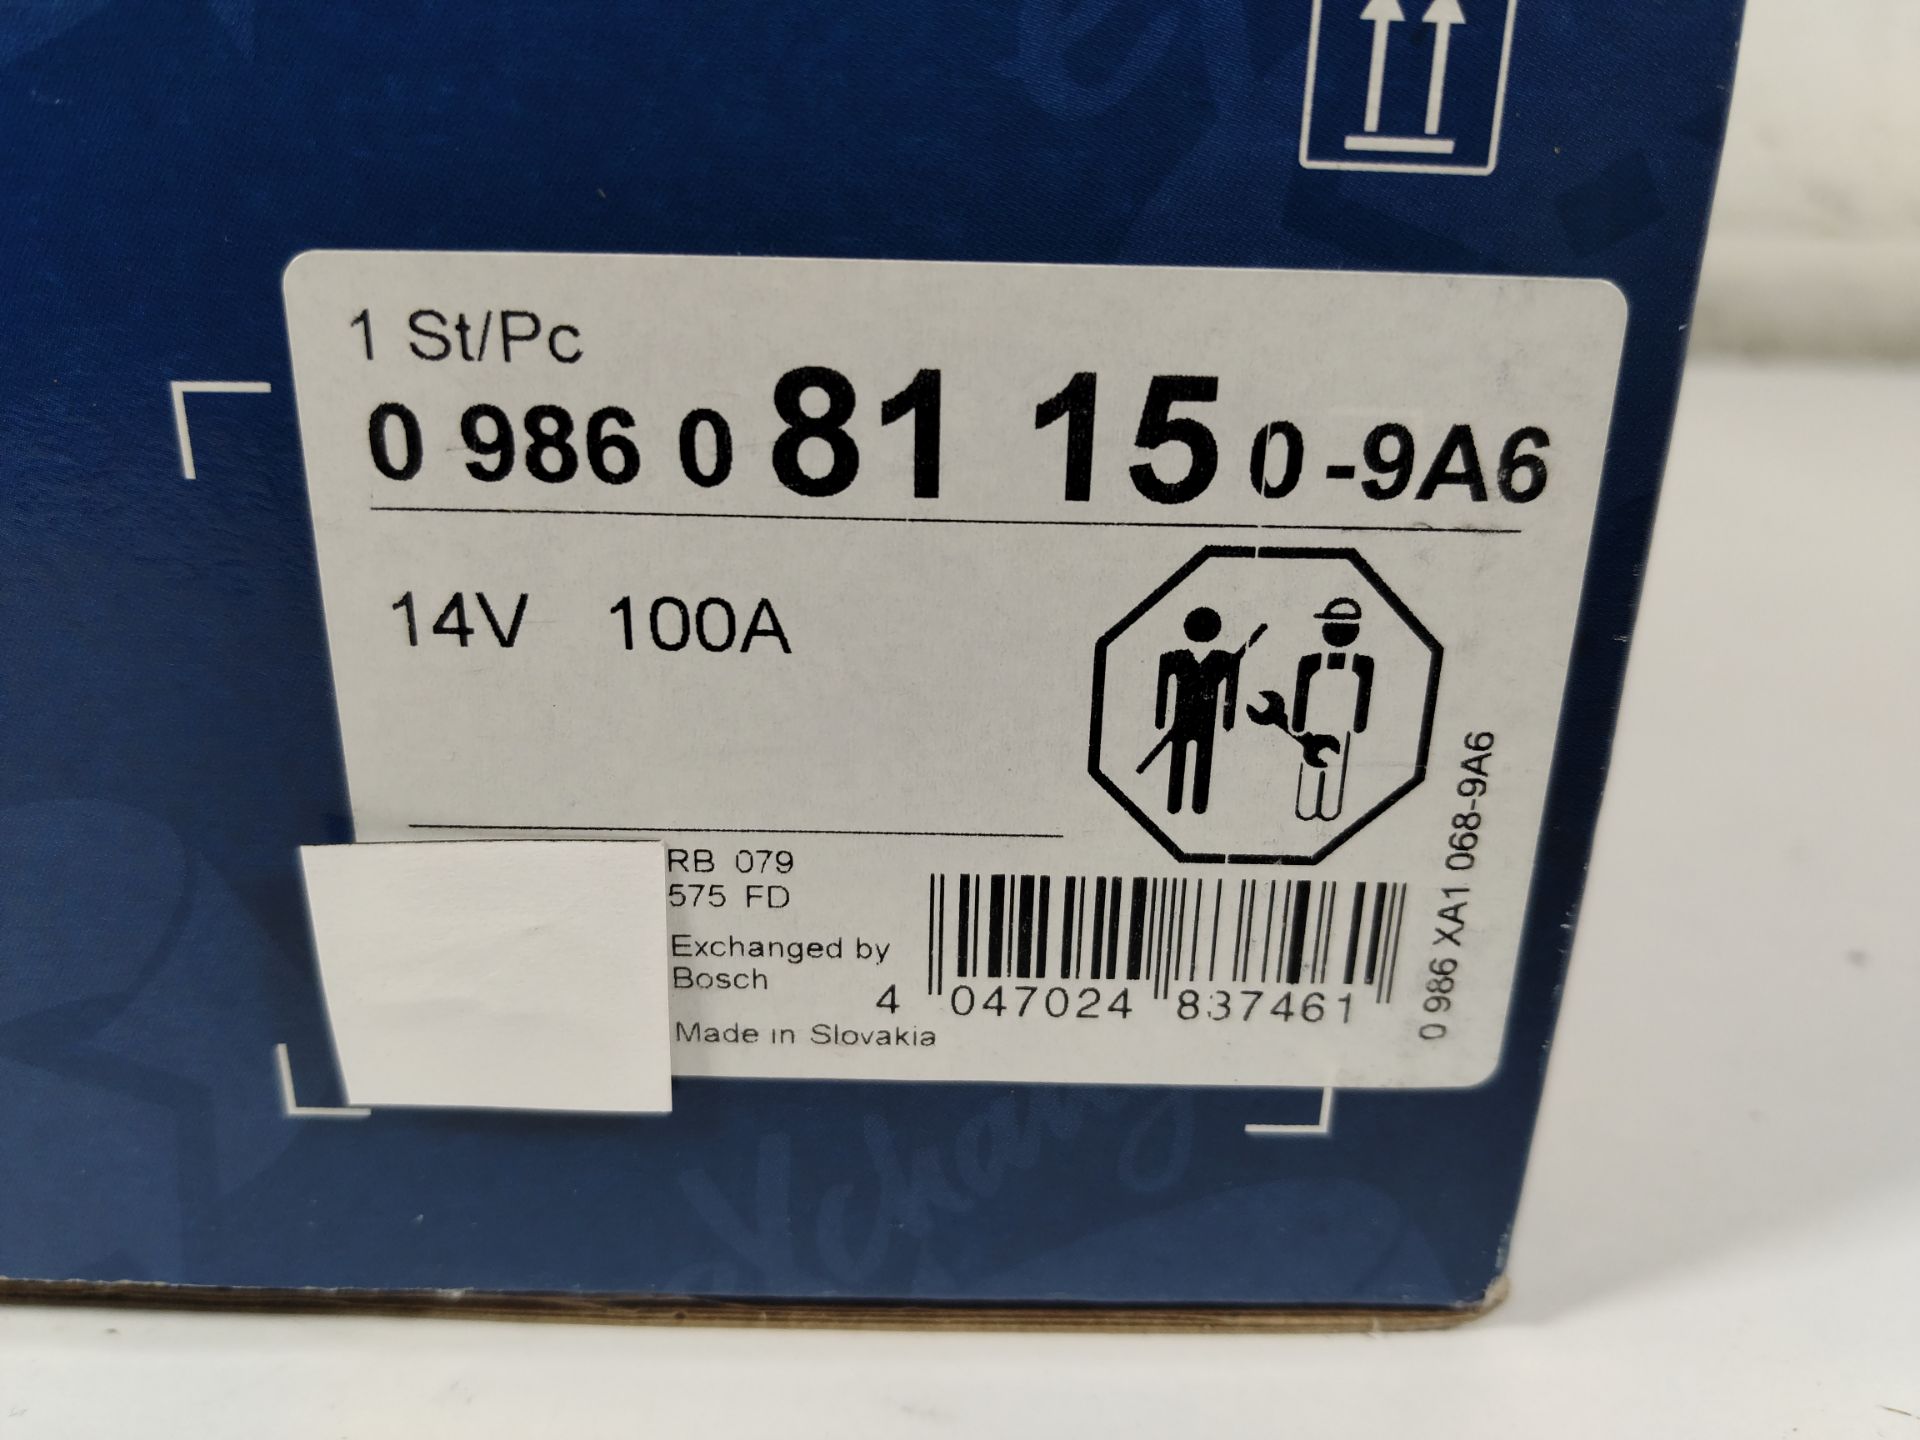 1 St/Pc
0 986 0 81 15 0 -9A6
14V 100A
RB 079
575 FD
Exchanged by
Bosch
Made in Slovakia
4 047024 837461
0 986 XA1 068-9A6